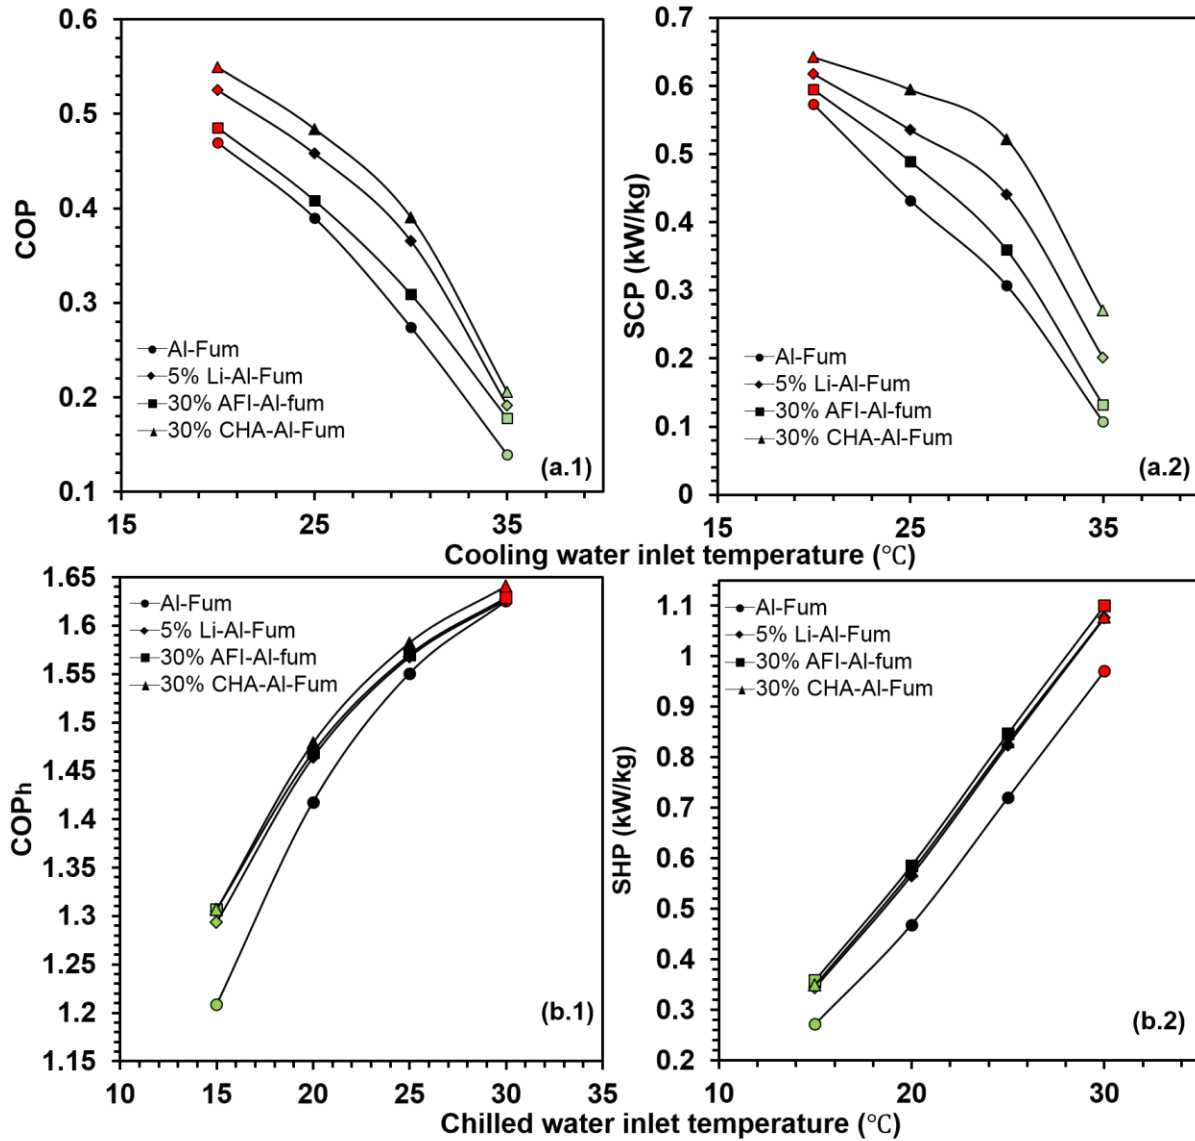 0.6
0.5
0.4
0.3
0.2
0.1
COP
Al-Fum
5% Li-Al-Fum
30% AFI-Al-fum
30% CHA-Al-Fum
(a.1)
15
25
35
0.7
0.6
0.5
0.4
0.3
0.2
0.1
0
SCP (kW/kg)
Al-Fum
5% Li-Al-Fum
30% AFI-Al-fum
30% CHA-Al-Fum
(a.2)
15
25
35
Cooling water inlet temperature (°C)
1.65
1.6
1.55
1.5
1.45
1.4
1.35
1.3
1.25
1.2
1.15
COPh
Al-Fum
5% Li-Al-Fum
30% AFI-Al-fum
30% CHA-Al-Fum
(b.1)
10
15
20
25
30
35
1.1
1
0.9
0.8
0.7
0.6
0.5
0.4
0.3
0.2
SHP (kW/kg)
Al-Fum
5% Li-Al-Fum
30% AFI-Al-fum
30% CHA-Al-Fum
(b.2)
10
20
30
Chilled water inlet temperature (°C)